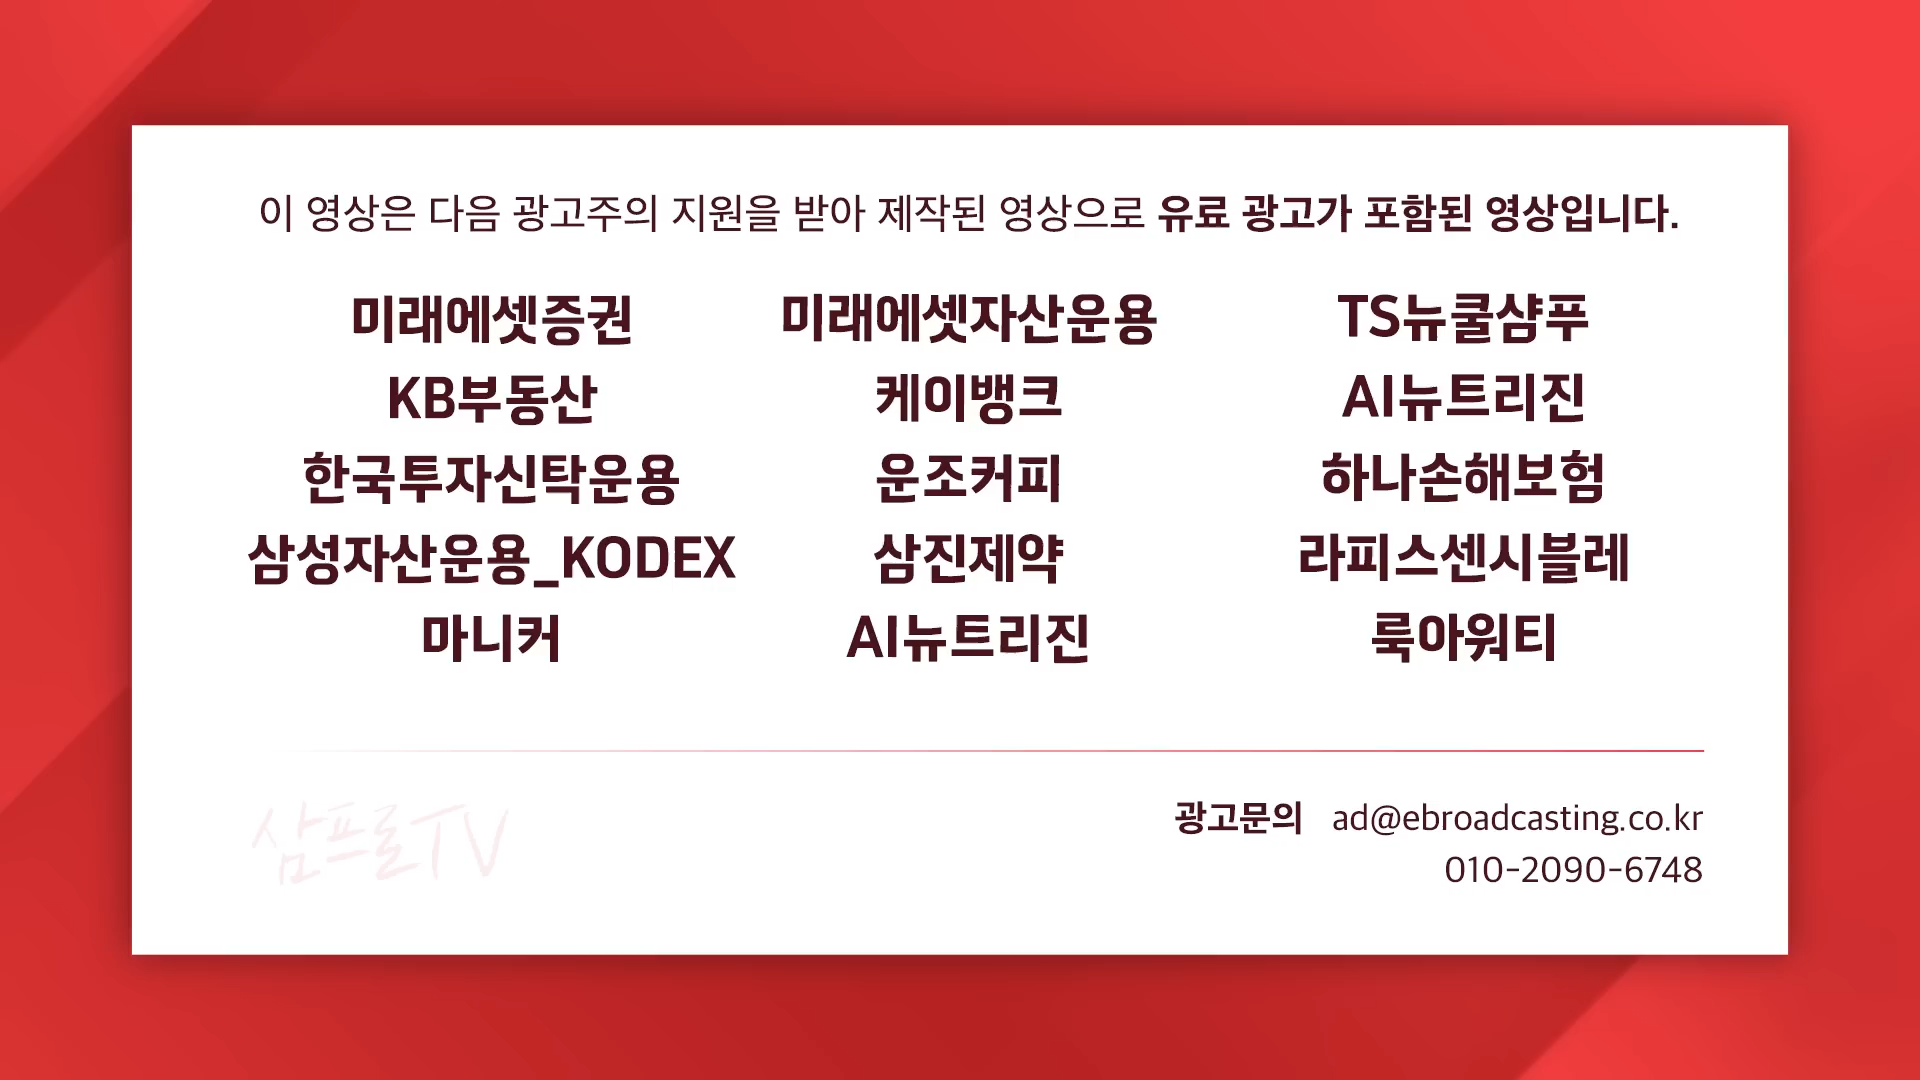 이 영상은 다음 광고주의 지원을 받아 제작된 영상으로 유료 광고가 포함된 영상입니다.
미래에셋증권 미래에셋자산운용 TS뉴쿨샴푸
KB부동산 케이뱅크 AI뉴트리진
한국투자신탁운용 운조커피 하나손해보험
삼성자산운용_KODEX 삼진제약 라피스센시블레
마니커 AI뉴트리진 룩아워티
삼프로TV
광고문의 ad@ebroadcasting.co.kr
010-2090-6748